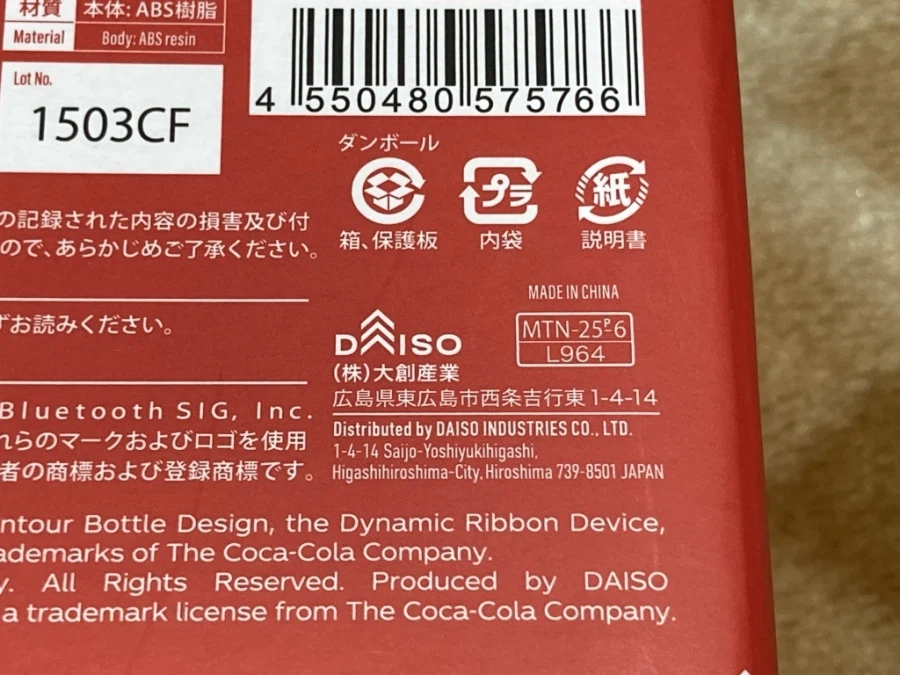 材質 本体: ABS樹脂
Material Body: ABS resin
Lot No.
1503CF
4 550480 575766
ダンボール
プラ
紙
箱、保護板 内袋 説明書
の記録された内容の損害及び付
ので、あらかじめご了承ください。
ずお読みください。
MADE IN CHINA
MTN-25P-6
L964
DAISO
(株)大創産業
広島県東広島市西条吉行東1-4-14
Distributed by DAISO INDUSTRIES CO., LTD.
1-4-14 Saijo-Yoshiyukihigashi,
Higashihiroshima-City, Hiroshima 739-8501 JAPAN
Bluetooth SIG, Inc.
れらのマークおよびロゴを使用
者の商標および登録商標です。
ntour Bottle Design, the Dynamic Ribbon Device,
ademarks of The Coca-Cola Company.
y. All Rights Reserved. Produced by DAISO
a trademark license from The Coca-Cola Company.